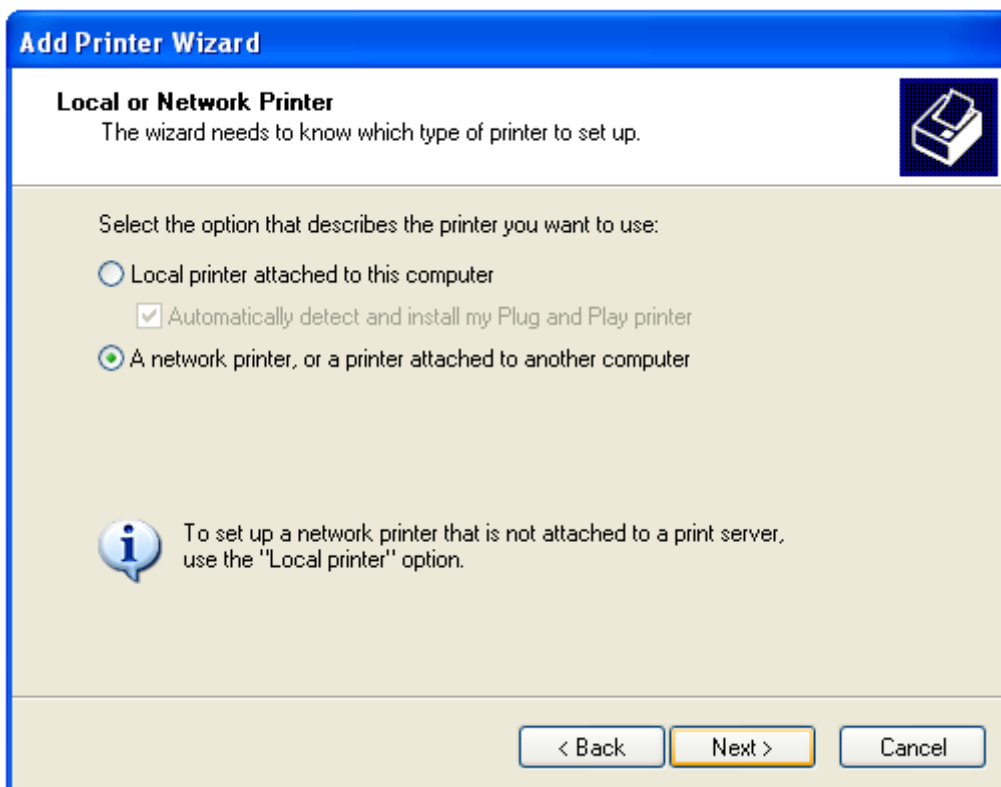 Add Printer Wizard
Local or Network Printer
The wizard needs to know which type of printer to set up.
Select the option that describes the printer you want to use:
Local printer attached to this computer
Automatically detect and install my Plug and Play printer
A network printer, or a printer attached to another computer
To set up a network printer that is not attached to a print server,
use the "Local printer" option.
< Back Next > Cancel